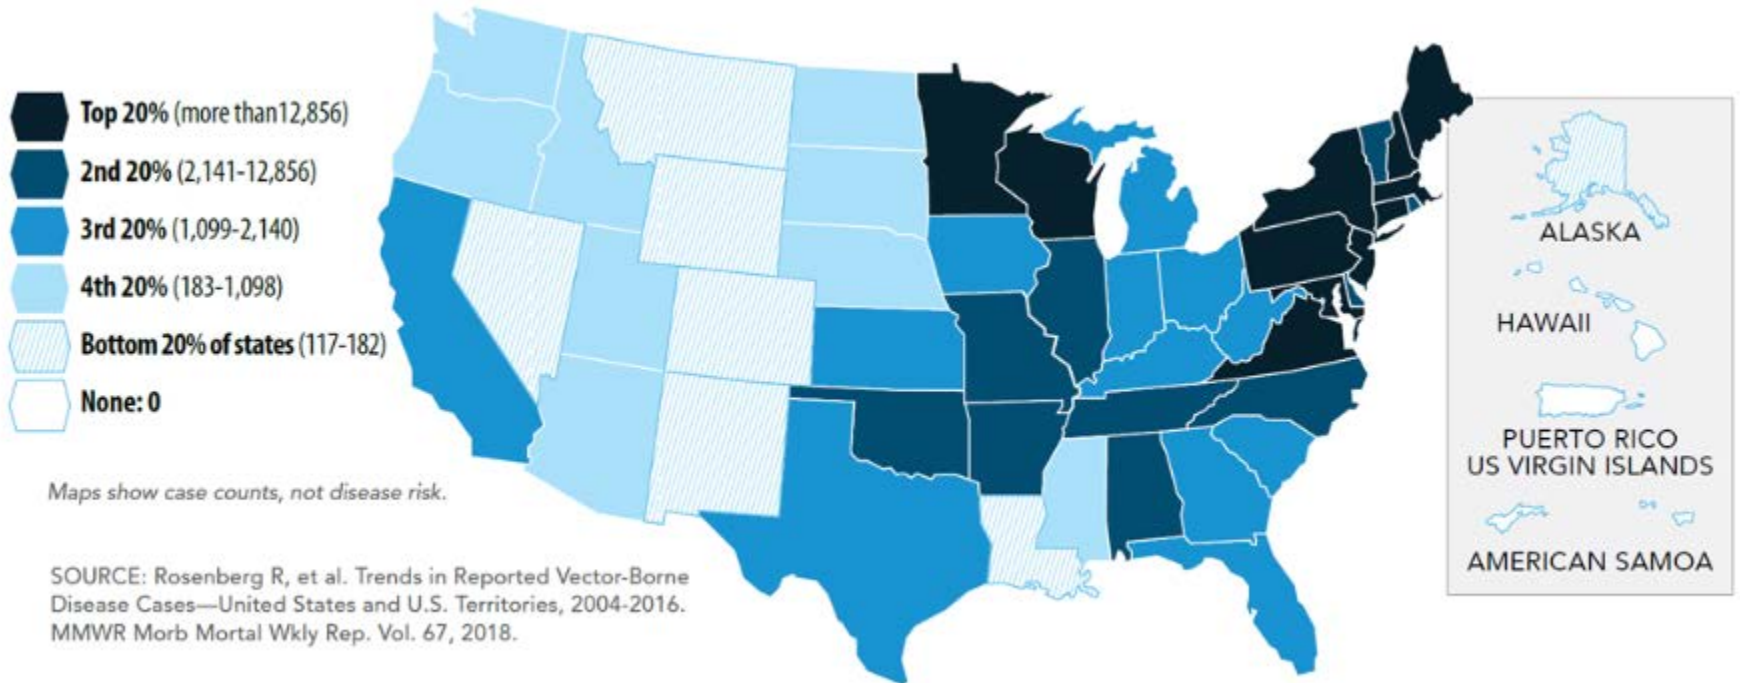 Top 20% (more than12,856)
2nd 20% (2,141-12,856)
3rd 20% (1,099-2,140)
4th 20% (183-1,098)
Bottom 20% of states (117-182)
None: 0
Maps show case counts, not disease risk.
SOURCE: Rosenberg R, et al. Trends in Reported Vector-Borne
Disease Cases—United States and U.S. Territories, 2004-2016.
MMWR Morb Mortal Wkly Rep. Vol. 67, 2018.
ALASKA
HAWAII
PUERTO RICO
US VIRGIN ISLANDS
AMERICAN SAMOA